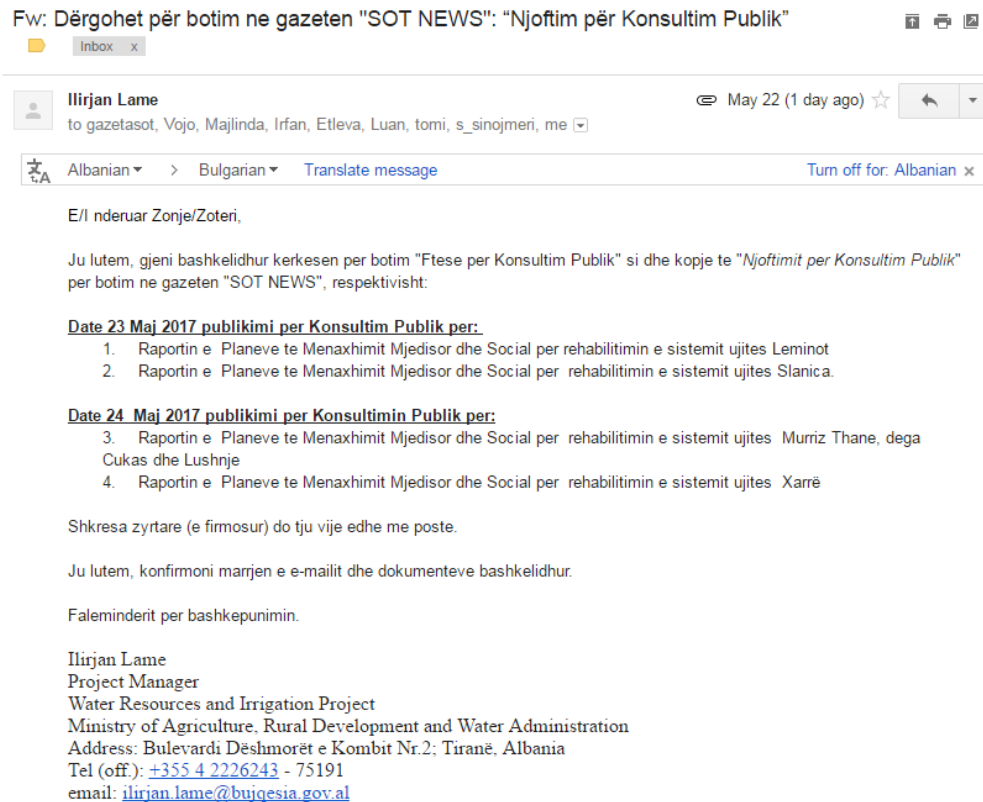 Fw: Dërgohet për botim ne gazeten "SOT NEWS": “Njoftim për Konsultim Publik”
Inbox x
Ilirjan Lame
May 22 (1 day ago)
to gazetasot, Vojo, Majlinda, Irfan, Etleva, Luan, tomi, s_sinojmeri, me
Albanian > Bulgarian Translate message Turn off for: Albanian x
E/I nderuar Zonje/Zoteri,
Ju lutem, gjeni bashkelidhur kerkesen per botim "Ftese per Konsultim Publik" si dhe kopje te "Njoftimit per Konsultim Publik"
per botim ne gazeten "SOT NEWS", respektivisht:
Date 23 Maj 2017 publikimi per Konsultim Publik per:
1. Raportin e Planeve te Menaxhimit Mjedisor dhe Social per rehabilitimin e sistemit ujites Leminot
2. Raportin e Planeve te Menaxhimit Mjedisor dhe Social per rehabilitimin e sistemit ujites Slanica.
Date 24 Maj 2017 publikimi per Konsultimin Publik per:
3. Raportin e Planeve te Menaxhimit Mjedisor dhe Social per rehabilitimin e sistemit ujites Murriz Thane, dega
Cukas dhe Lushnje
4. Raportin e Planeve te Menaxhimit Mjedisor dhe Social per rehabilitimin e sistemit ujites Xarrë
Shkresa zyrtare (e firmosur) do tju vije edhe me poste.
Ju lutem, konfirmoni marrjen e e-mailit dhe dokumenteve bashkelidhur.
Faleminderit per bashkepunimin.
Ilirjan Lame
Project Manager
Water Resources and Irrigation Project
Ministry of Agriculture, Rural Development and Water Administration
Address: Bulevardi Dëshmorët e Kombit Nr.2; Tiranë, Albania
Tel (off.): +355 4 2226243 - 75191
email: ilirjan.lame@bujqesia.gov.al